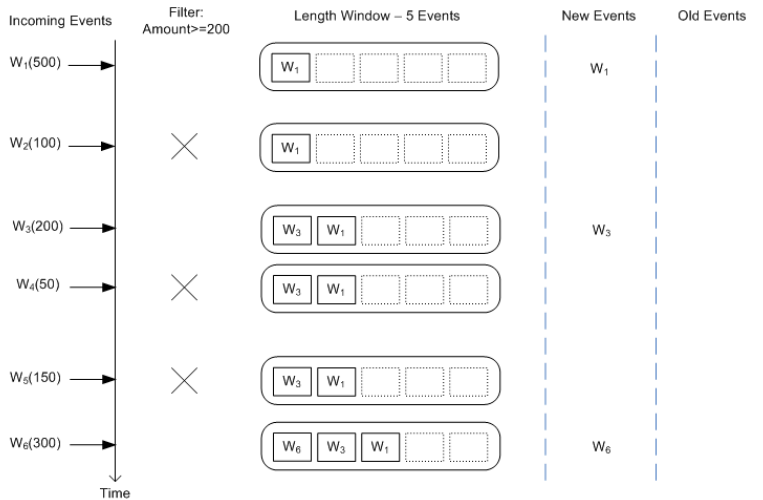 Incoming Events
Filter:
Amount>=200
Length Window – 5 Events
New Events
Old Events
W₁(500)
W₁
W₁
W₂(100)
W₁
W₃(200)
W₃ W₁
W₃
W₄(50)
W₃ W₁
W₅(150)
W₃ W₁
W₆(300)
W₆ W₃ W₁
W₆
Time